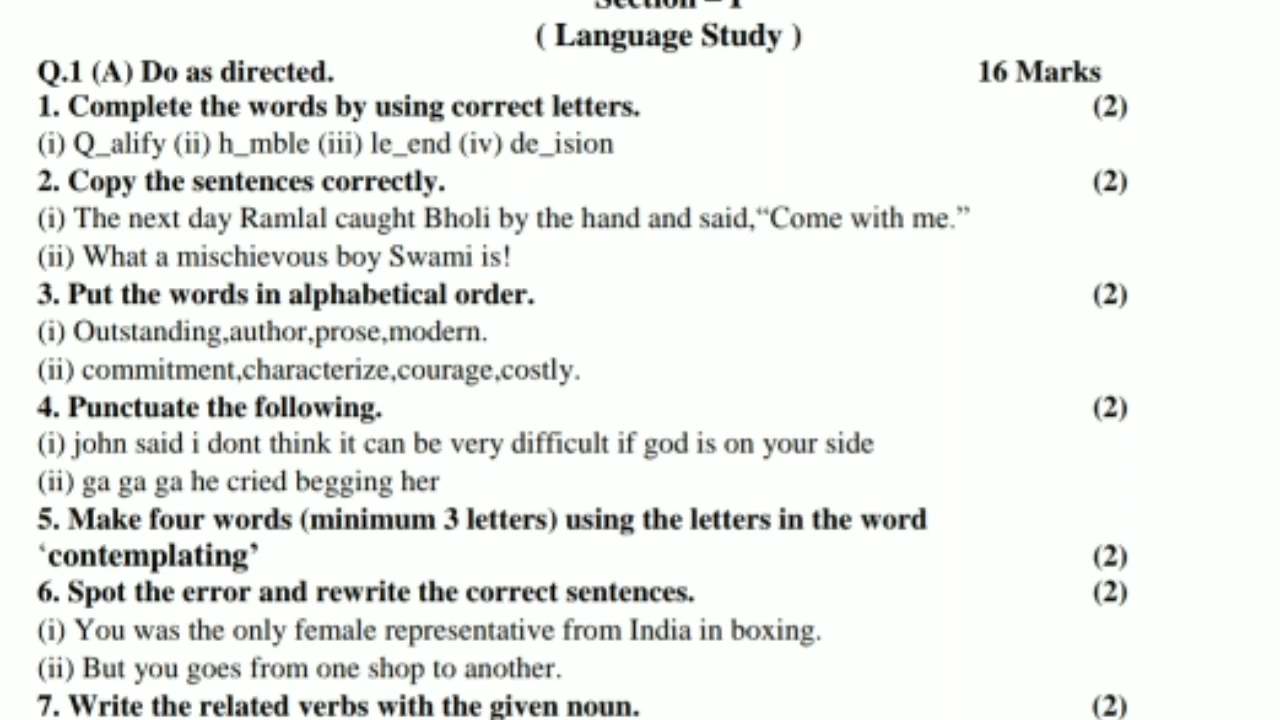 Section – I
( Language Study )
Q.1 (A) Do as directed. 16 Marks
1. Complete the words by using correct letters. (2)
(i) Q_alify (ii) h_mble (iii) le_end (iv) de_ision
2. Copy the sentences correctly. (2)
(i) The next day Ramlal caught Bholi by the hand and said,“Come with me.”
(ii) What a mischievous boy Swami is!
3. Put the words in alphabetical order. (2)
(i) Outstanding,author,prose,modern.
(ii) commitment,characterize,courage,costly.
4. Punctuate the following. (2)
(i) john said i dont think it can be very difficult if god is on your side
(ii) ga ga ga he cried begging her
5. Make four words (minimum 3 letters) using the letters in the word
‘contemplating’ (2)
6. Spot the error and rewrite the correct sentences. (2)
(i) You was the only female representative from India in boxing.
(ii) But you goes from one shop to another.
7. Write the related verbs with the given noun. (2)